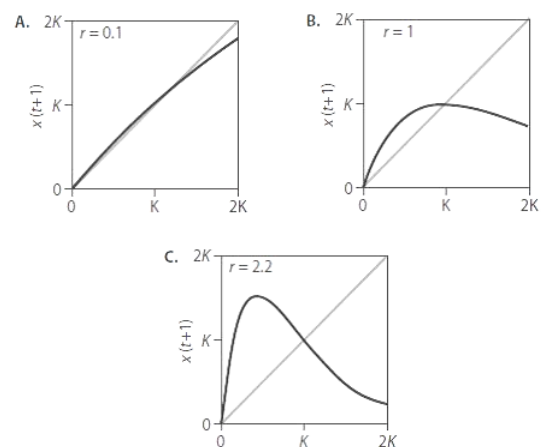 A.
2K
r = 0.1
K
0
x (t+1)
0 K 2K
B.
2K
r = 1
K
0
x (t+1)
0 K 2K
C.
2K
r = 2.2
K
0
x (t+1)
0 K 2K